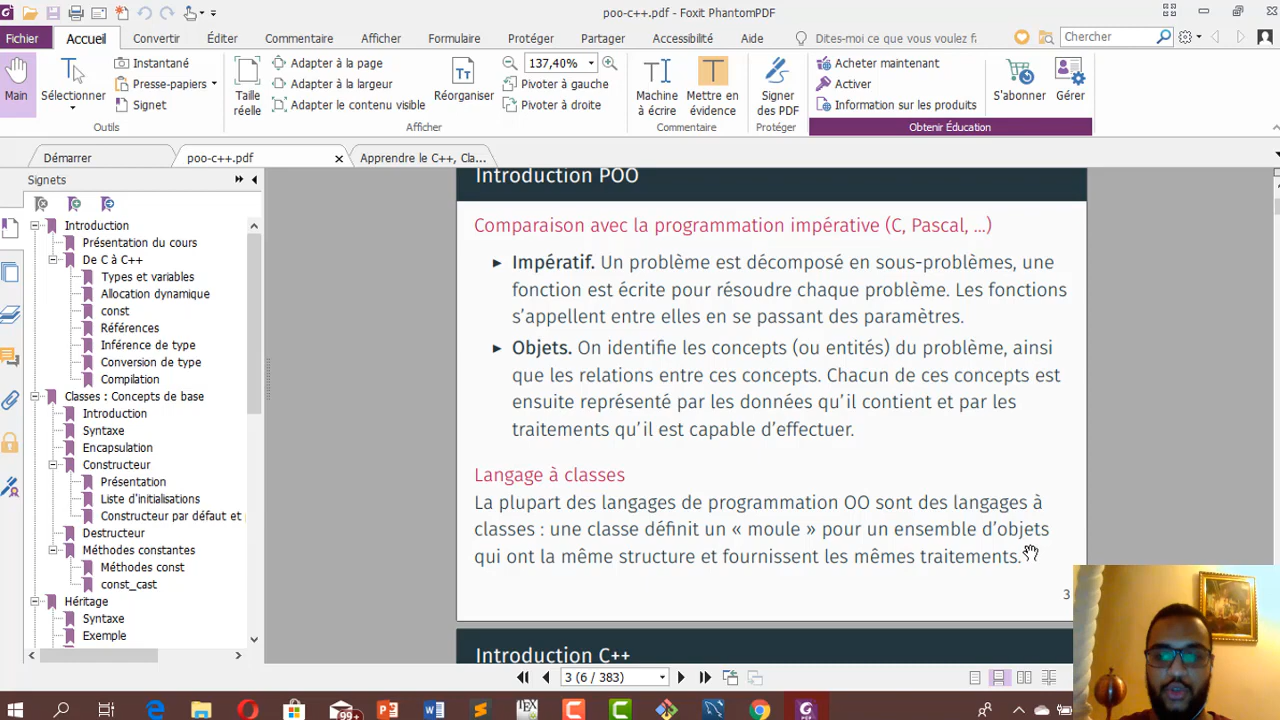 poo-c++.pdf - Foxit PhantomPDF
Fichier Accueil Convertir Éditer Commentaire Afficher Formulaire Protéger Partager Accessibilité Aide Dites-moi ce que vous voulez f Chercher
Main
Sélectionner
Instantané
Presse-papiers
Signet
Outils
Taille réelle
Adapter à la page
Adapter à la largeur
Adapter le contenu visible
Réorganiser
137,40%
Pivoter à gauche
Pivoter à droite
Afficher
Machine à écrire
Mettre en évidence
Commentaire
Signer des PDF
Protéger
Acheter maintenant
Activer
Information sur les produits
S'abonner
Gérer
Obtenir Éducation
Démarrer poo-c++.pdf Apprendre le C++, Cla...
Signets
Introduction
Présentation du cours
De C à C++
Types et variables
Allocation dynamique
const
Références
Inférence de type
Conversion de type
Compilation
Classes : Concepts de base
Introduction
Syntaxe
Encapsulation
Constructeur
Présentation
Liste d'initialisations
Constructeur par défaut et
Destructeur
Méthodes constantes
Méthodes const
const_cast
Héritage
Syntaxe
Exemple
Introduction POO
Comparaison avec la programmation impérative (C, Pascal, ...)
Impératif. Un problème est décomposé en sous-problèmes, une
fonction est écrite pour résoudre chaque problème. Les fonctions
s'appellent entre elles en se passant des paramètres.
Objets. On identifie les concepts (ou entités) du problème, ainsi
que les relations entre ces concepts. Chacun de ces concepts est
ensuite représenté par les données qu'il contient et par les
traitements qu'il est capable d'effectuer.
Langage à classes
La plupart des langages de programmation OO sont des langages à
classes : une classe définit un « moule » pour un ensemble d'objets
qui ont la même structure et fournissent les mêmes traitements.
3
Introduction C++
3 (6 / 383)
99+